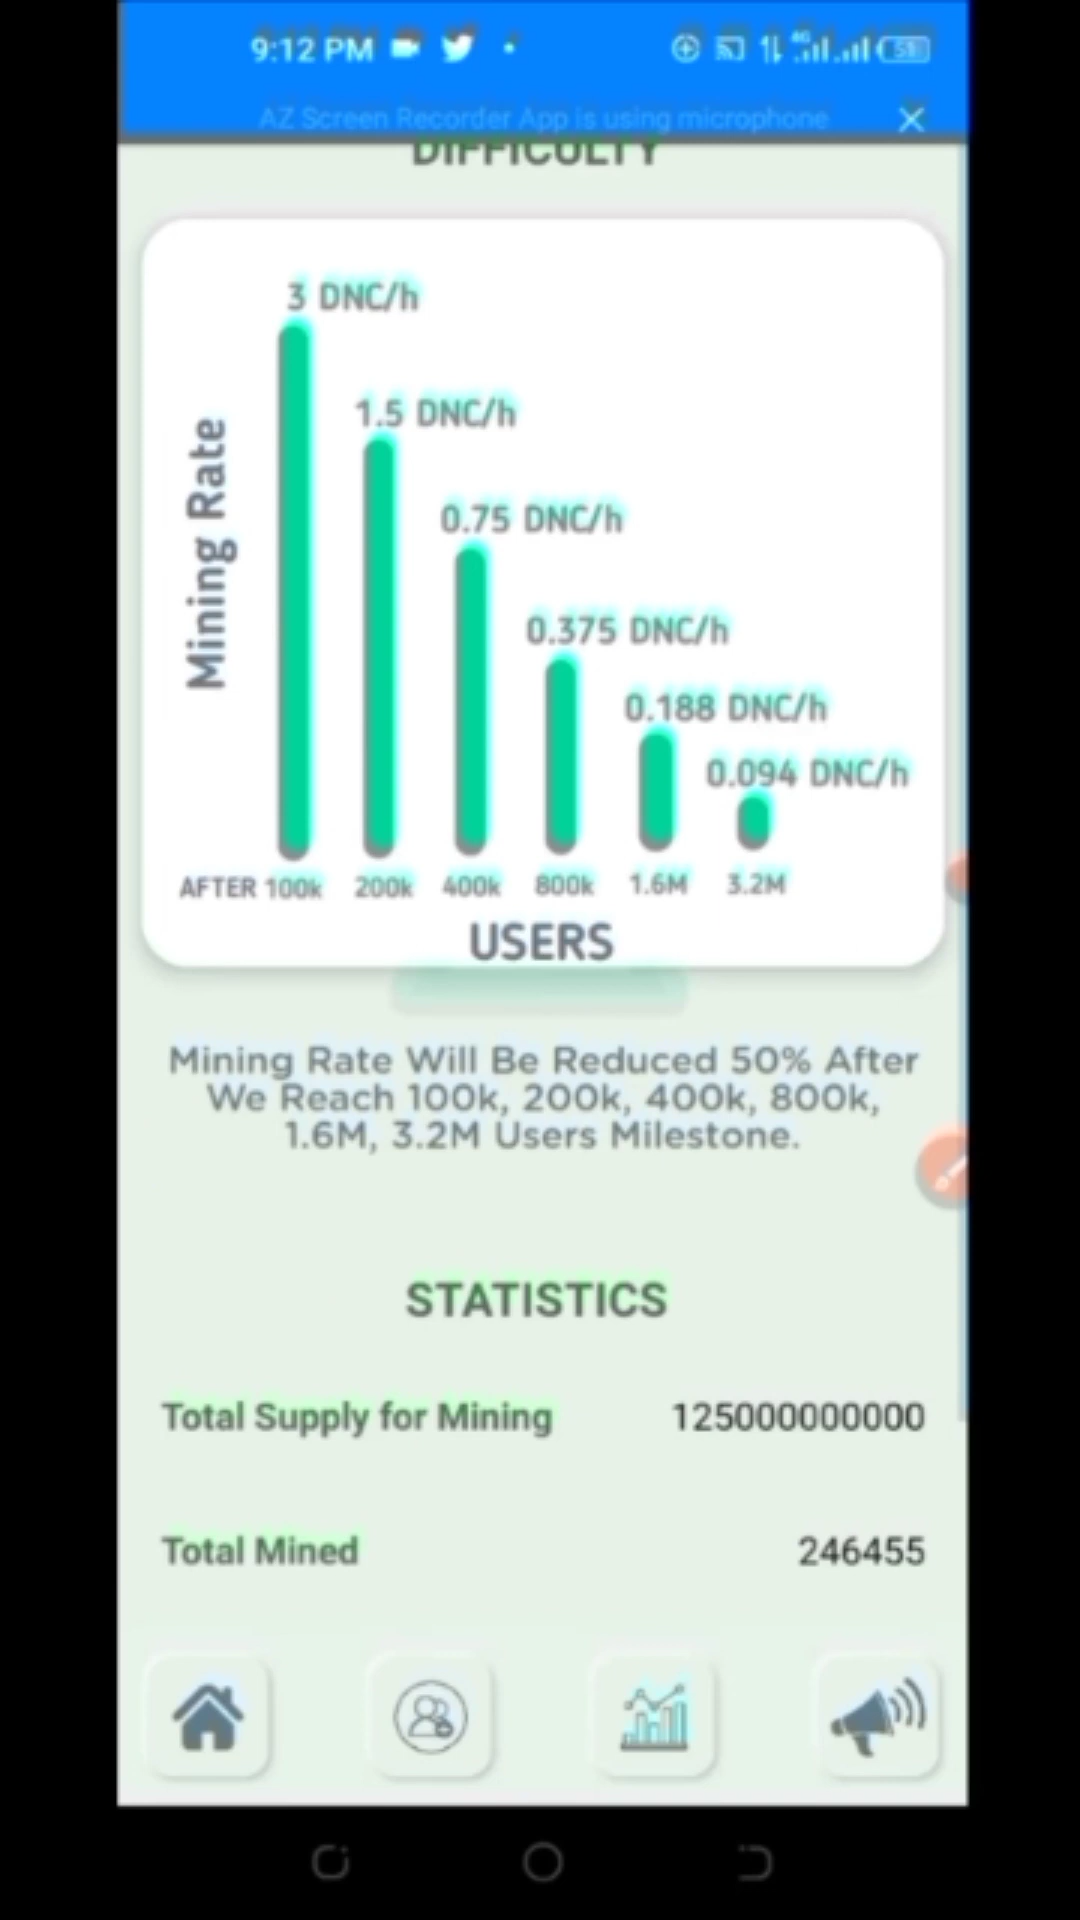 9:12 PM
AZ Screen Recorder App is using microphone
DIFFICULTY
3 DNC/h
1.5 DNC/h
0.75 DNC/h
0.375 DNC/h
0.188 DNC/h
0.094 DNC/h
Mining Rate
AFTER 100k 200k 400k 800k 1.6M 3.2M
USERS
Mining Rate Will Be Reduced 50% After
We Reach 100k, 200k, 400k, 800k,
1.6M, 3.2M Users Milestone.
STATISTICS
Total Supply for Mining 125000000000
Total Mined 246455